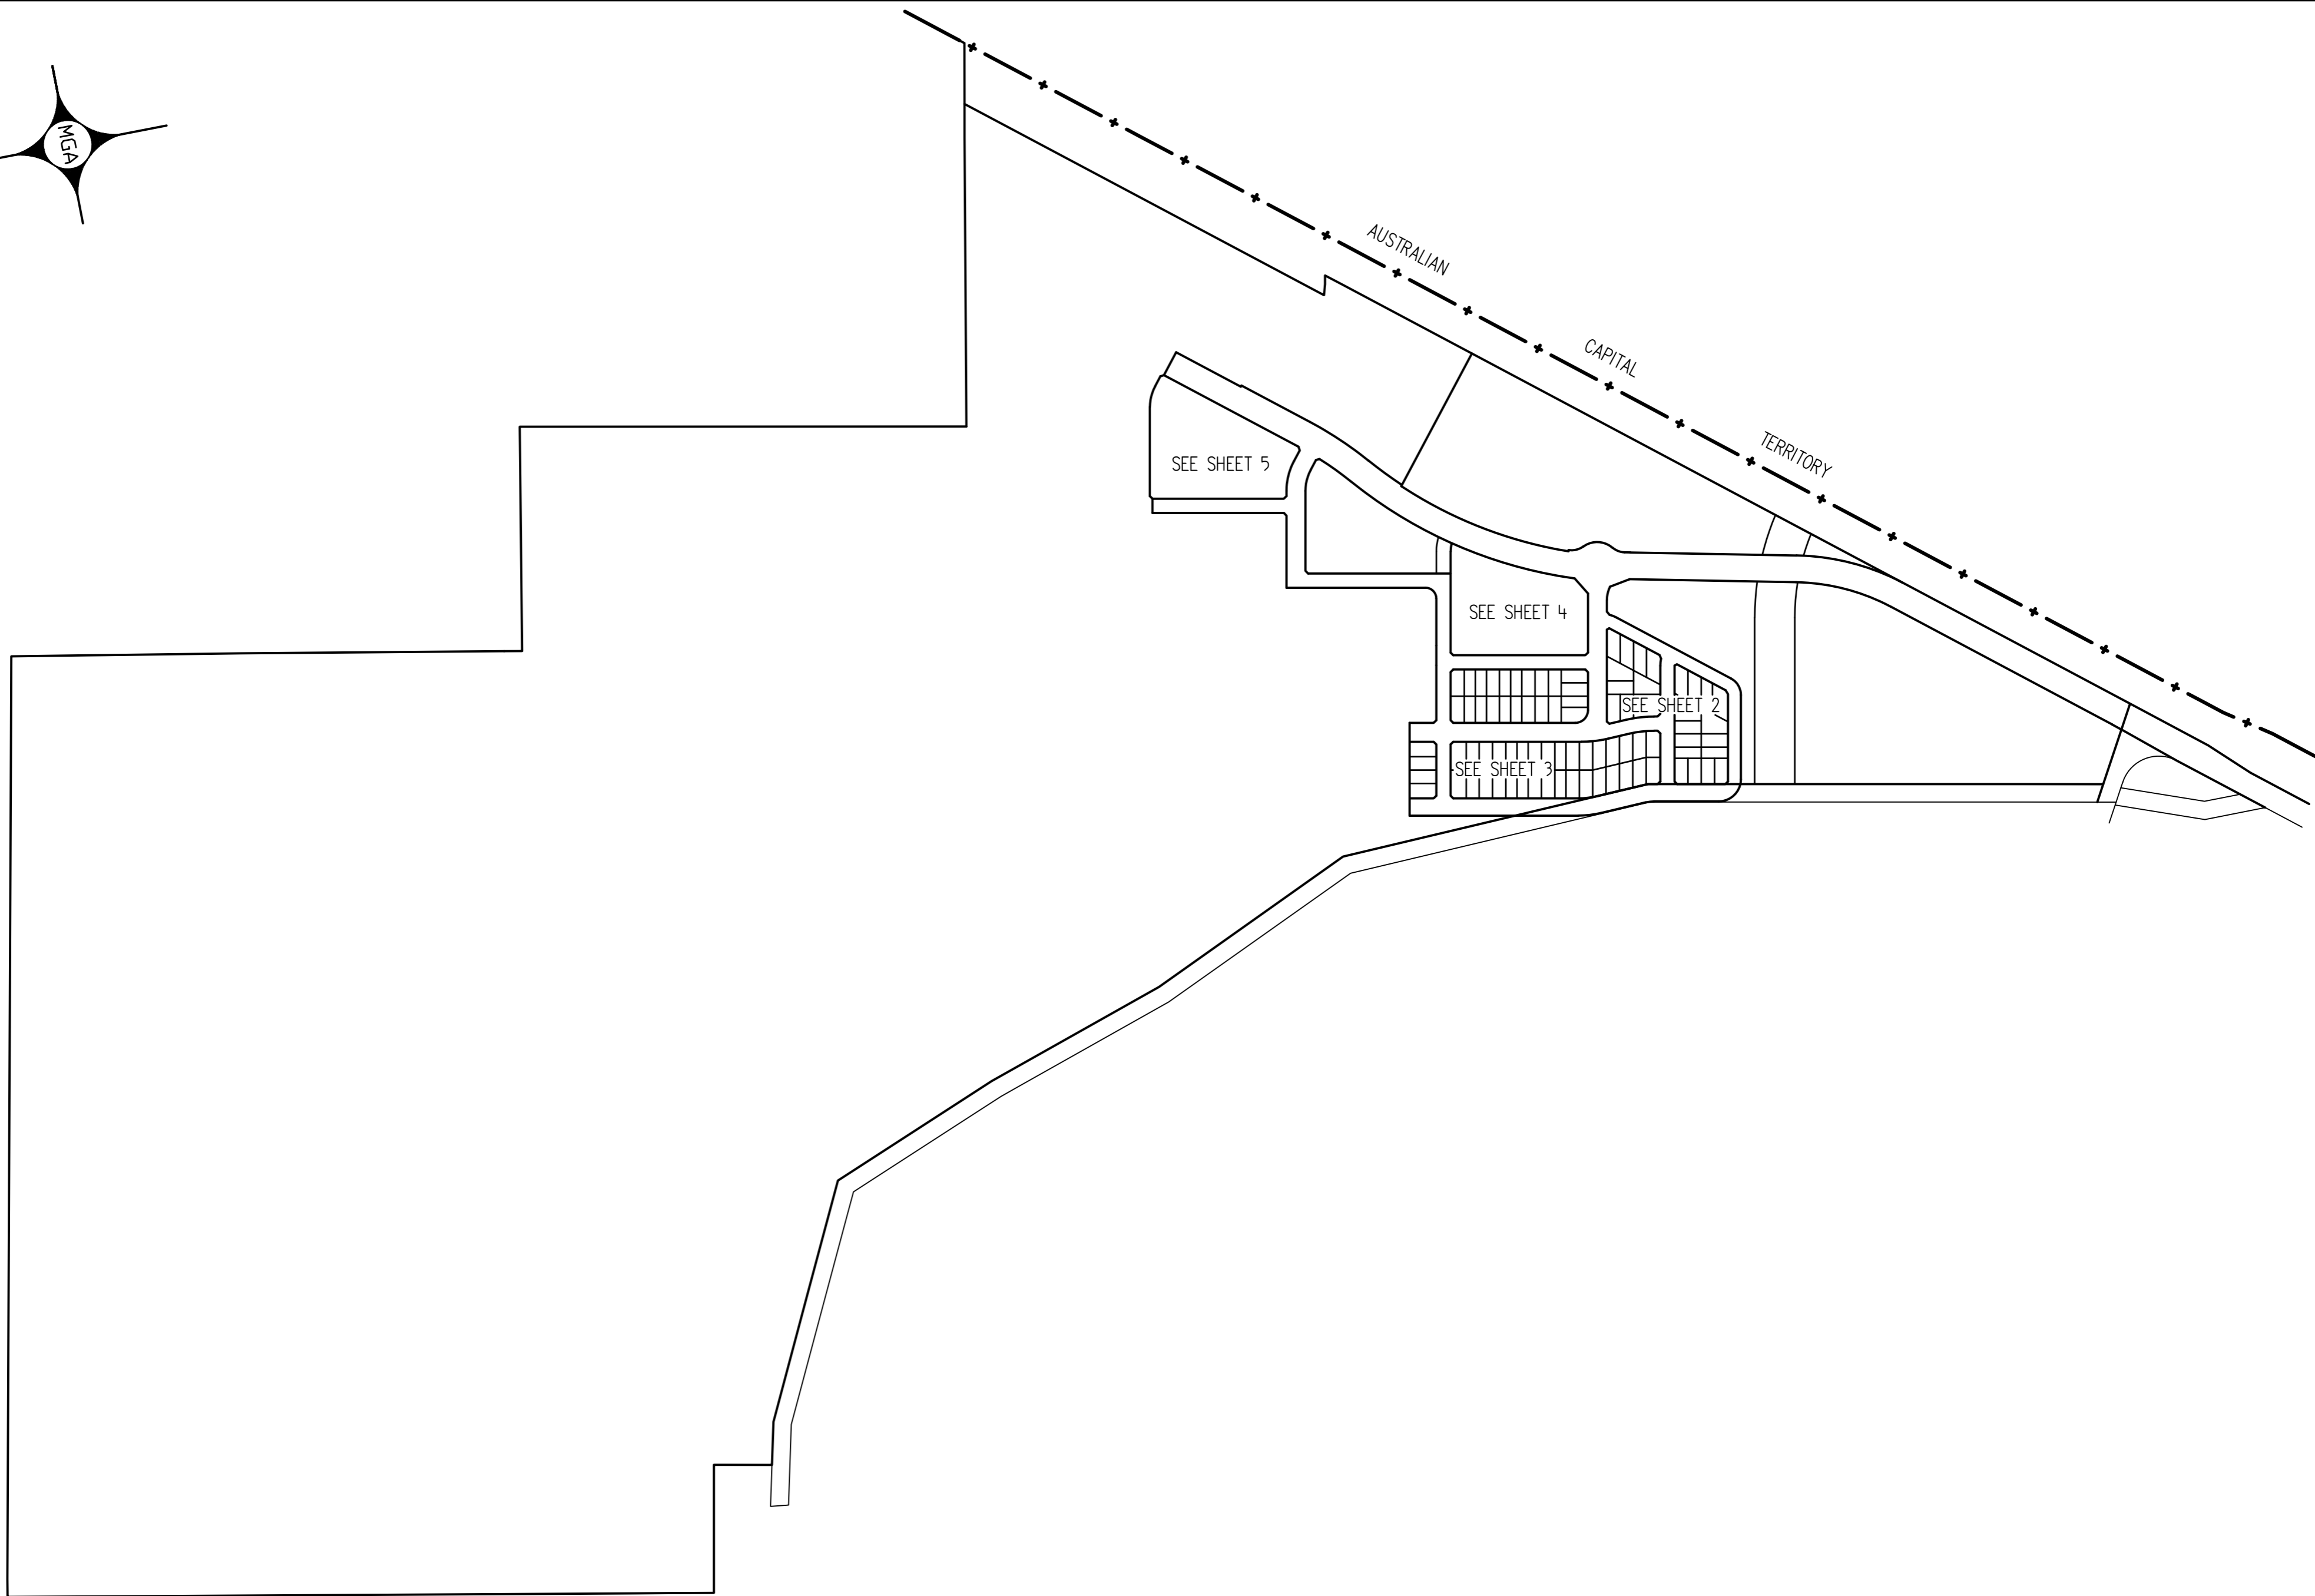 MGA
AUSTRALIAN
CAPITAL
TERRITORY
SEE SHEET 5
SEE SHEET 4
SEE SHEET 2
SEE SHEET 3